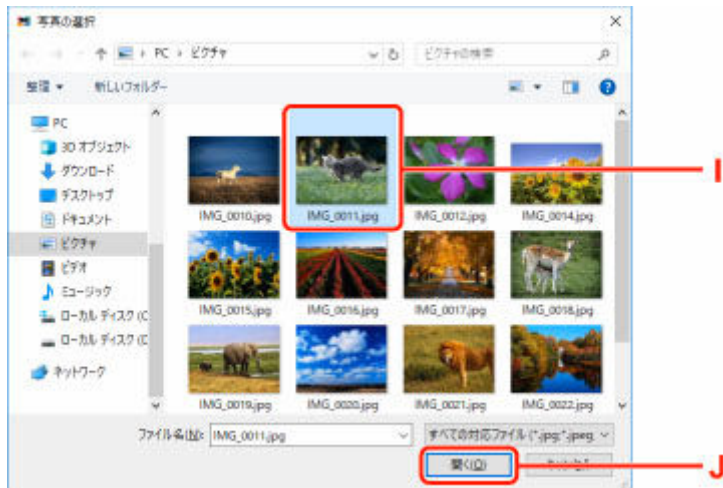 写真の選択
PC › ピクチャ
ピクチャの検索
整理
新しいフォルダー
PC
3D オブジェクト
ダウンロード
デスクトップ
ドキュメント
ピクチャ
ビデオ
ミュージック
ローカル ディスク (C
ローカル ディスク (C
ネットワーク
IMG_0010.jpg
IMG_0011.jpg
IMG_0012.jpg
IMG_0014.jpg
IMG_0015.jpg
IMG_0016.jpg
IMG_0017.jpg
IMG_0018.jpg
IMG_0019.jpg
IMG_0020.jpg
IMG_0021.jpg
IMG_0022.jpg
I
ファイル名(N): IMG_0011.jpg
すべての対応ファイル (*.jpg;*.jpeg;
開く(O)
J